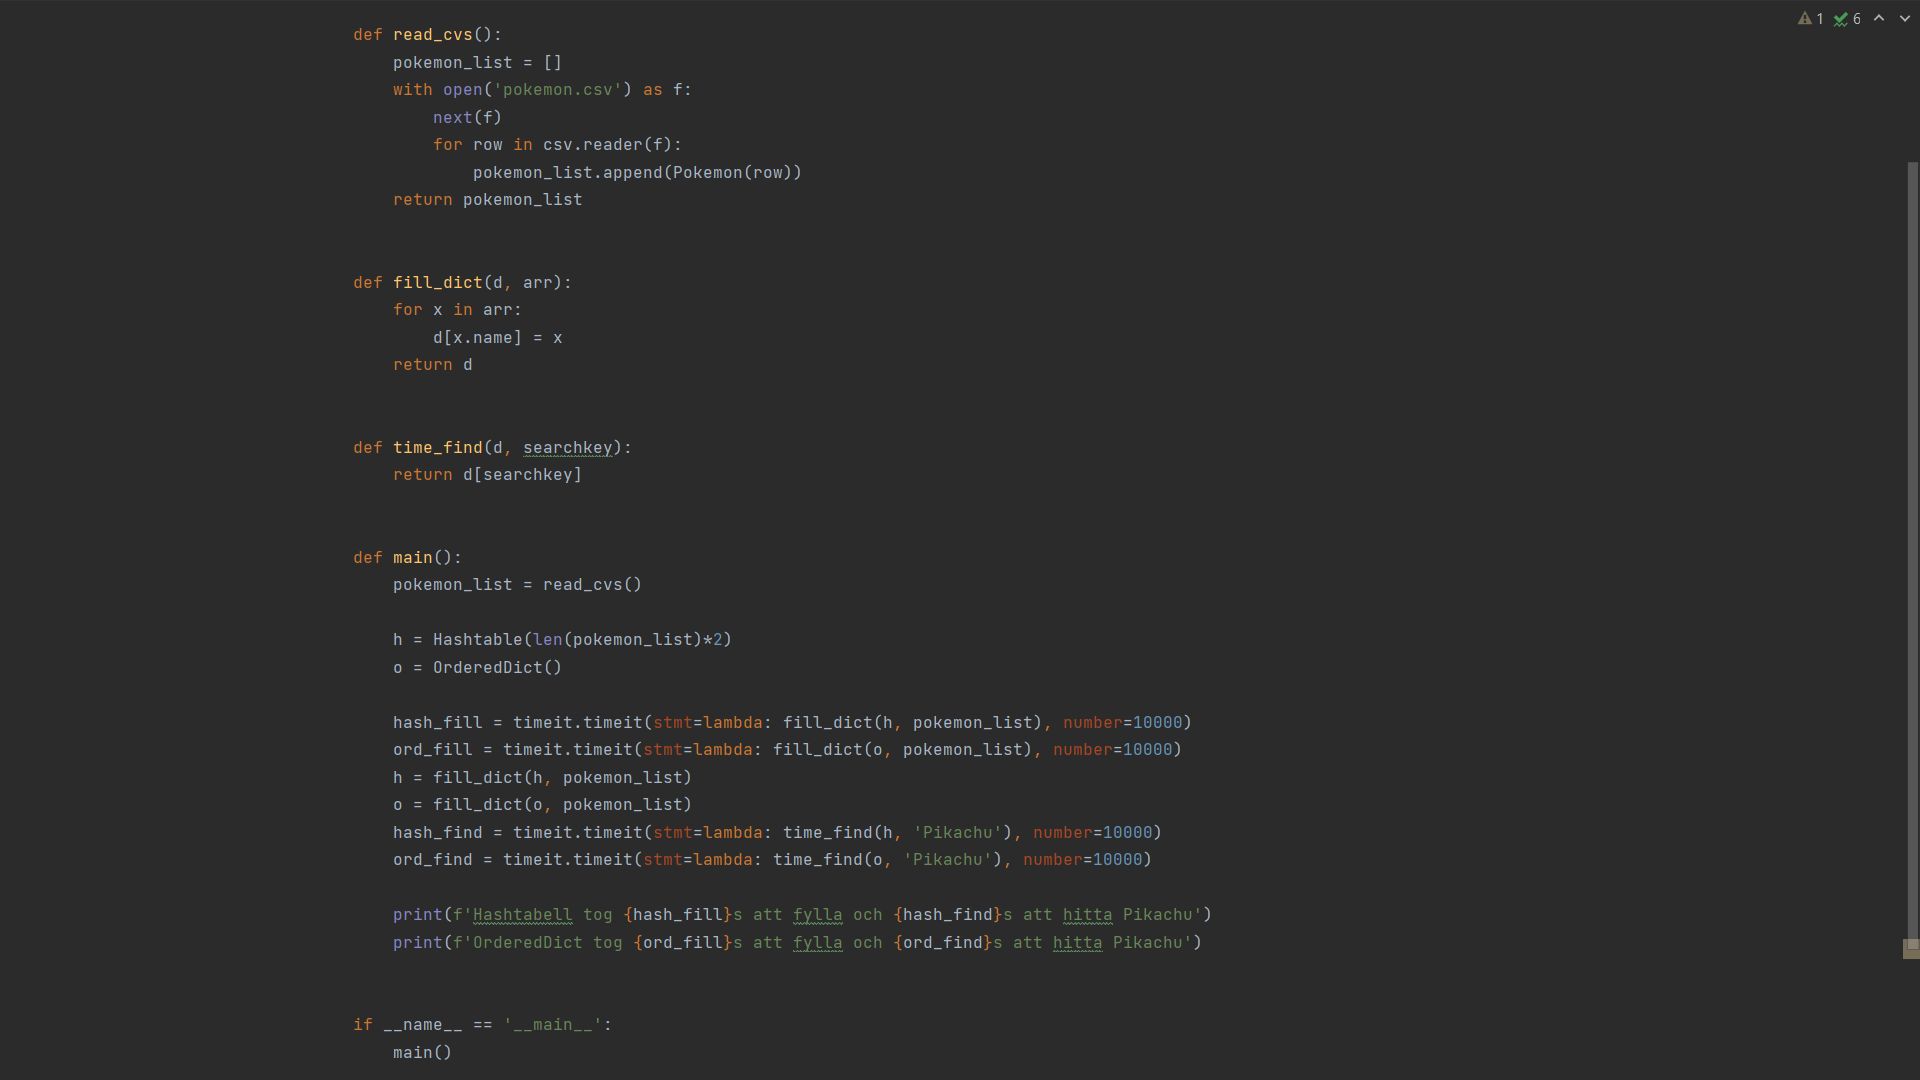 1 6
def read_cvs():
    pokemon_list = []
    with open('pokemon.csv') as f:
        next(f)
        for row in csv.reader(f):
            pokemon_list.append(Pokemon(row))
    return pokemon_list
def fill_dict(d, arr):
    for x in arr:
        d[x.name] = x
    return d
def time_find(d, searchkey):
    return d[searchkey]
def main():
    pokemon_list = read_cvs()
    h = Hashtable(len(pokemon_list)*2)
    o = OrderedDict()
    hash_fill = timeit.timeit(stmt=lambda: fill_dict(h, pokemon_list), number=10000)
    ord_fill = timeit.timeit(stmt=lambda: fill_dict(o, pokemon_list), number=10000)
    h = fill_dict(h, pokemon_list)
    o = fill_dict(o, pokemon_list)
    hash_find = timeit.timeit(stmt=lambda: time_find(h, 'Pikachu'), number=10000)
    ord_find = timeit.timeit(stmt=lambda: time_find(o, 'Pikachu'), number=10000)
    print(f'Hashtabell tog {hash_fill}s att fylla och {hash_find}s att hitta Pikachu')
    print(f'OrderedDict tog {ord_fill}s att fylla och {ord_find}s att hitta Pikachu')
if __name__ == '__main__':
    main()